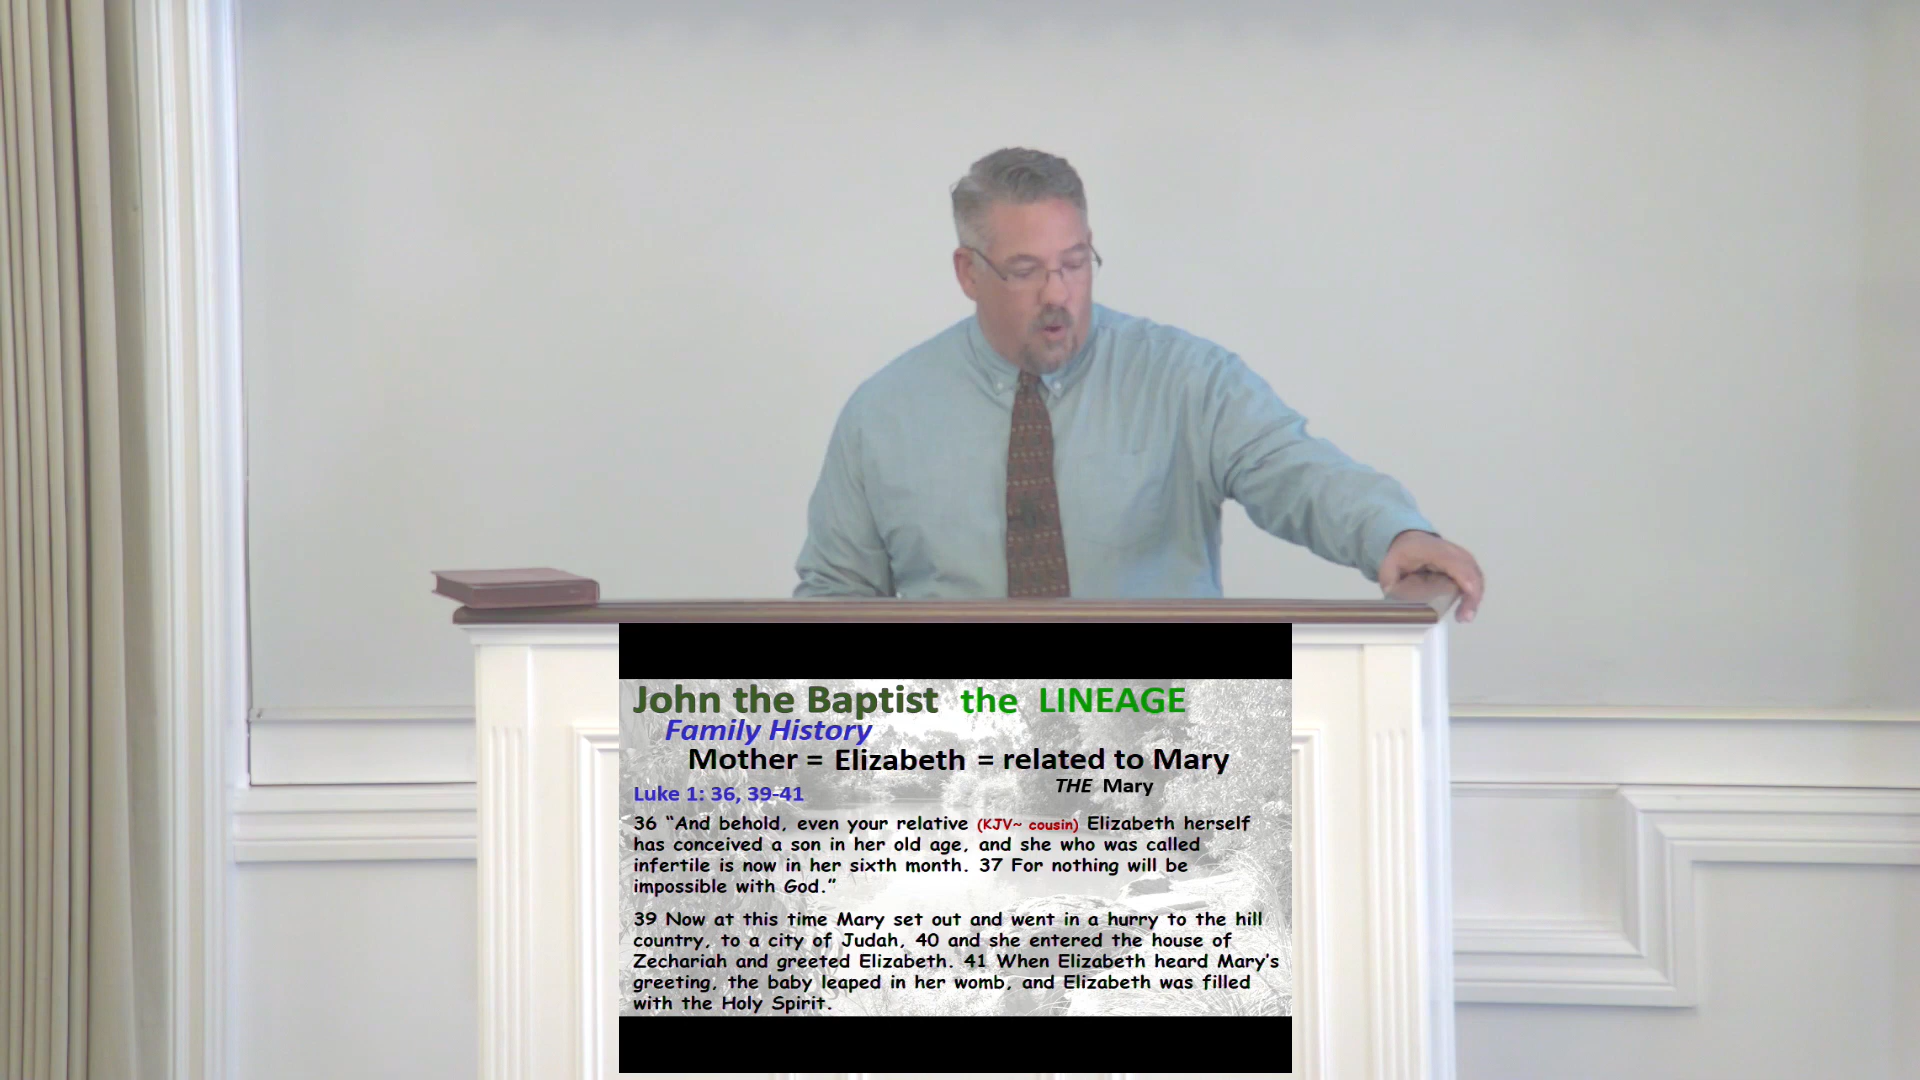 John the Baptist the LINEAGE
Family History
Mother = Elizabeth = related to Mary
THE Mary
Luke 1: 36, 39-41
36 “And behold, even your relative (KJV~ cousin) Elizabeth herself
has conceived a son in her old age, and she who was called
infertile is now in her sixth month. 37 For nothing will be
impossible with God.”
39 Now at this time Mary set out and went in a hurry to the hill
country, to a city of Judah, 40 and she entered the house of
Zechariah and greeted Elizabeth. 41 When Elizabeth heard Mary’s
greeting, the baby leaped in her womb, and Elizabeth was filled
with the Holy Spirit.